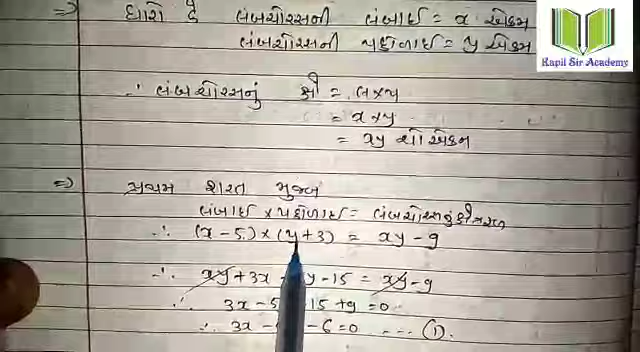 ⇒ ધારો કે લંબચોરસની લંબાઈ = x એકમ
લંબચોરસની પહોળાઈ = y એકમ
Kapil Sir Academy
∴ લંબચોરસનું ક્ષે = લ×પ
= x×y
= xy ચો એકમ
⇒ પ્રથમ શરત મુજબ
લંબાઈ × પહોળાઈ = લંબચોરસનું ક્ષેત્રફળ
∴ (x-5) × (y+3) = xy-9
∴ xy+3x - y-15 = xy-9
∴ 3x-5 15+9=0
∴ 3x- -6=0 --- (1).